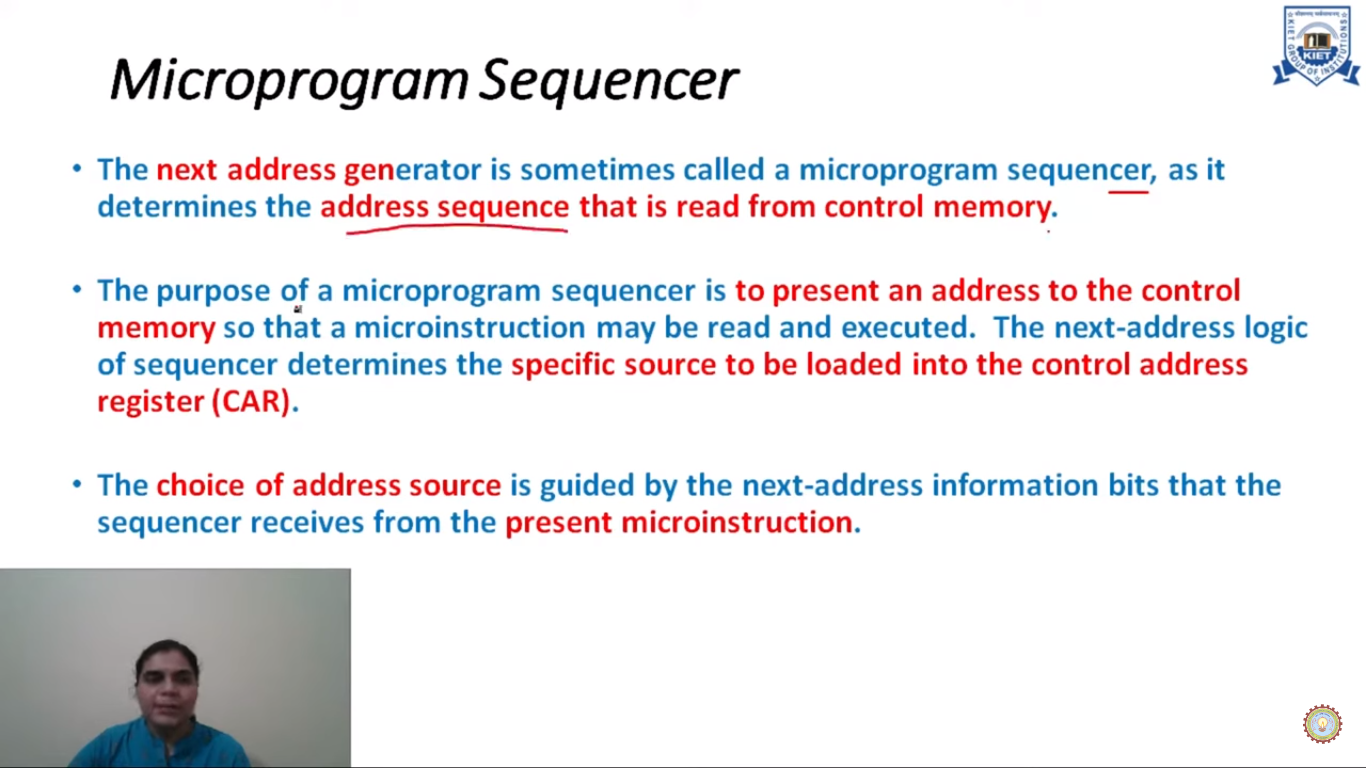 Microprogram Sequencer
• The next address generator is sometimes called a microprogram sequencer, as it
determines the address sequence that is read from control memory.
• The purpose of a microprogram sequencer is to present an address to the control
memory so that a microinstruction may be read and executed. The next-address logic
of sequencer determines the specific source to be loaded into the control address
register (CAR).
• The choice of address source is guided by the next-address information bits that the
sequencer receives from the present microinstruction.
KIET
KIET GROUP OF INSTITUTIONS